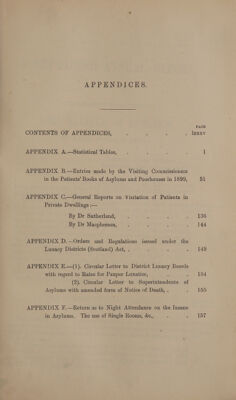 APPENDICES.
PAGE
CONTENTS OF APPENDICES, . . . . lxxxv
APPENDIX A.—Statistical Tables, . . . . 1
APPENDIX B.—Entries made by the Visiting Commissioners
in the Patients' Books of Asylums and Poorhouses in 1899, 51
APPENDIX C.—General Reports on Visitation of Patients in
Private Dwellings :—
By Dr Sutherland, . . . . 136
By Dr Macpherson, . . . . 144
APPENDIX D.—Orders and Regulations issued under the
Lunacy Districts (Scotland) Act, . . . . 149
APPENDIX E.—(1). Circular Letter to District Lunacy Boards
with regard to Rates for Pauper Lunatics, . . . 154
(2). Circular Letter to Superintendents of
Asylums with amended form of Notice of Death, . . 155
APPENDIX F.—Return as to Night Attendance on the Insane
in Asylums. The use of Single Rooms, &c., . . 157